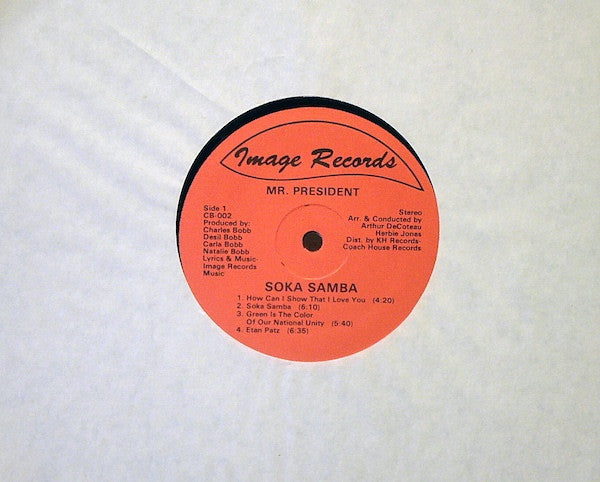 Image Records
MR. PRESIDENT
Side 1
CB-002
Produced by:
Charles Bobb
Desil Bobb
Carla Bobb
Natalie Bobb
Lyrics & Music-
Image Records
Music
Stereo
Arr. & Conducted by
Arthur DeCoteau
Herbie Jones
Dist. by KH Records-
Coach House Records
SOKA SAMBA
1. How Can I Show That I Love You (4:20)
2. Soka Samba (6:10)
3. Green Is The Color
Of Our National Unity (5:40)
4. Etan Patz (6:35)